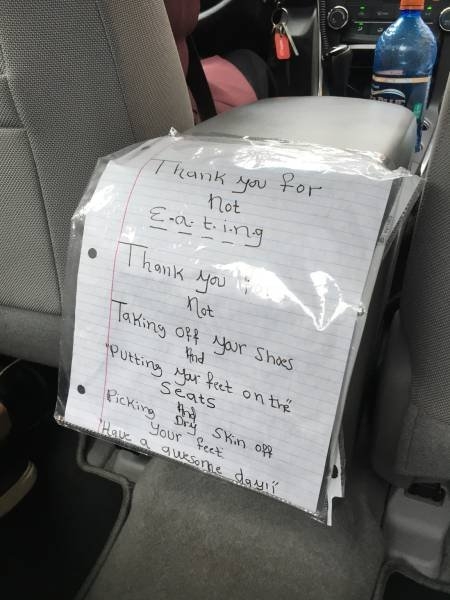 Thank you for
Not
E.a.t.i.n.g
Thank you
Not
Taking off your shoes
And
"Putting your feet on the"
Seats
And
Picking Dry Skin off
Your feet
"Have a awesome day!!"